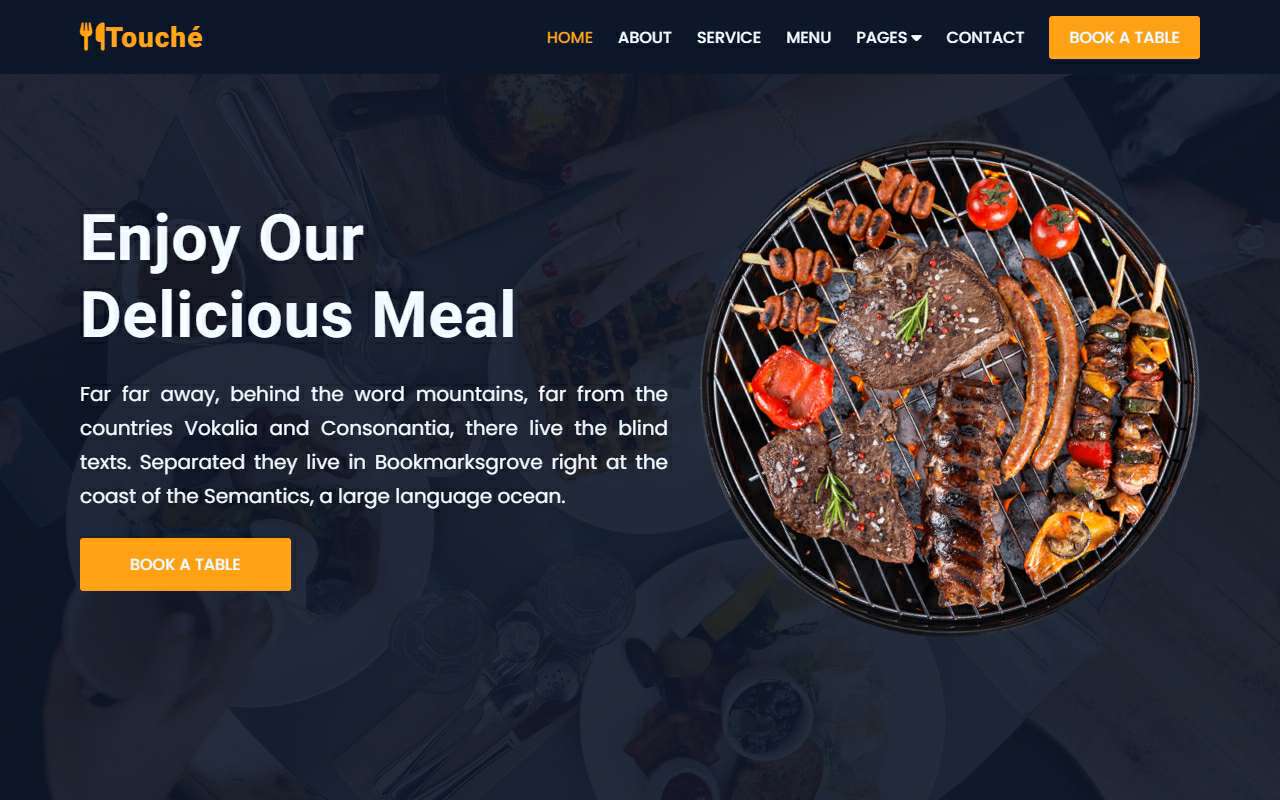 Touché
HOME
ABOUT
SERVICE
MENU
PAGES
CONTACT
BOOK A TABLE
Enjoy Our
Delicious Meal
Far far away, behind the word mountains, far from the
countries Vokalia and Consonantia, there live the blind
texts. Separated they live in Bookmarksgrove right at the
coast of the Semantics, a large language ocean.
BOOK A TABLE